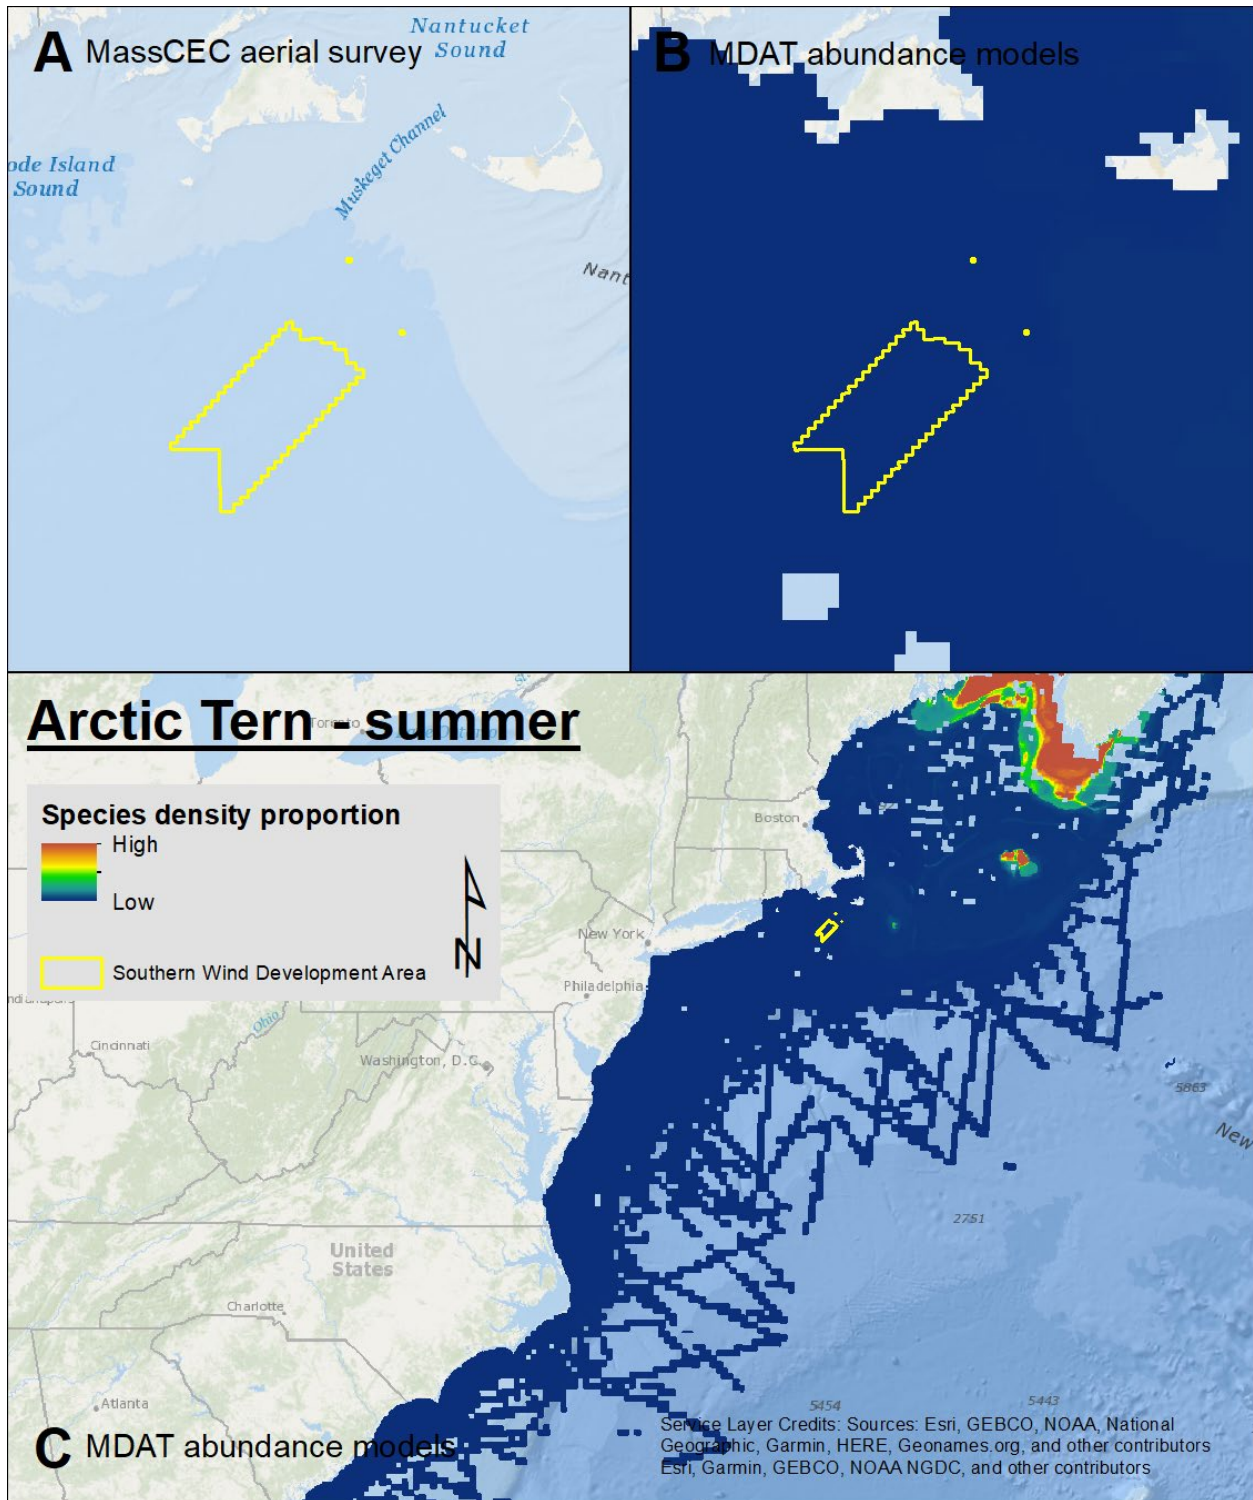 A MassCEC aerial survey
Nantucket
Sound
ode Island
Sound
Muskeget Channel
Nant
B MDAT abundance models
Arctic Tern - summer
Toronto
Species density proportion
High
Low
N
Southern Wind Development Area
Boston
New York
Philadelphia
Ohio
Cincinnati
Washington, D.C.
5863
New
2751
United
States
Charlotte
Atlanta
5454
5443
C MDAT abundance models
Service Layer Credits: Sources: Esri, GEBCO, NOAA, National
Geographic, Garmin, HERE, Geonames.org, and other contributors
Esri, Garmin, GEBCO, NOAA NGDC, and other contributors